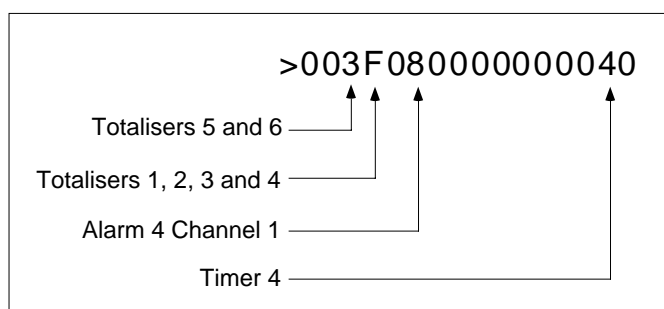 >003F080000000040
Totalisers 5 and 6
Totalisers 1, 2, 3 and 4
Alarm 4 Channel 1
Timer 4